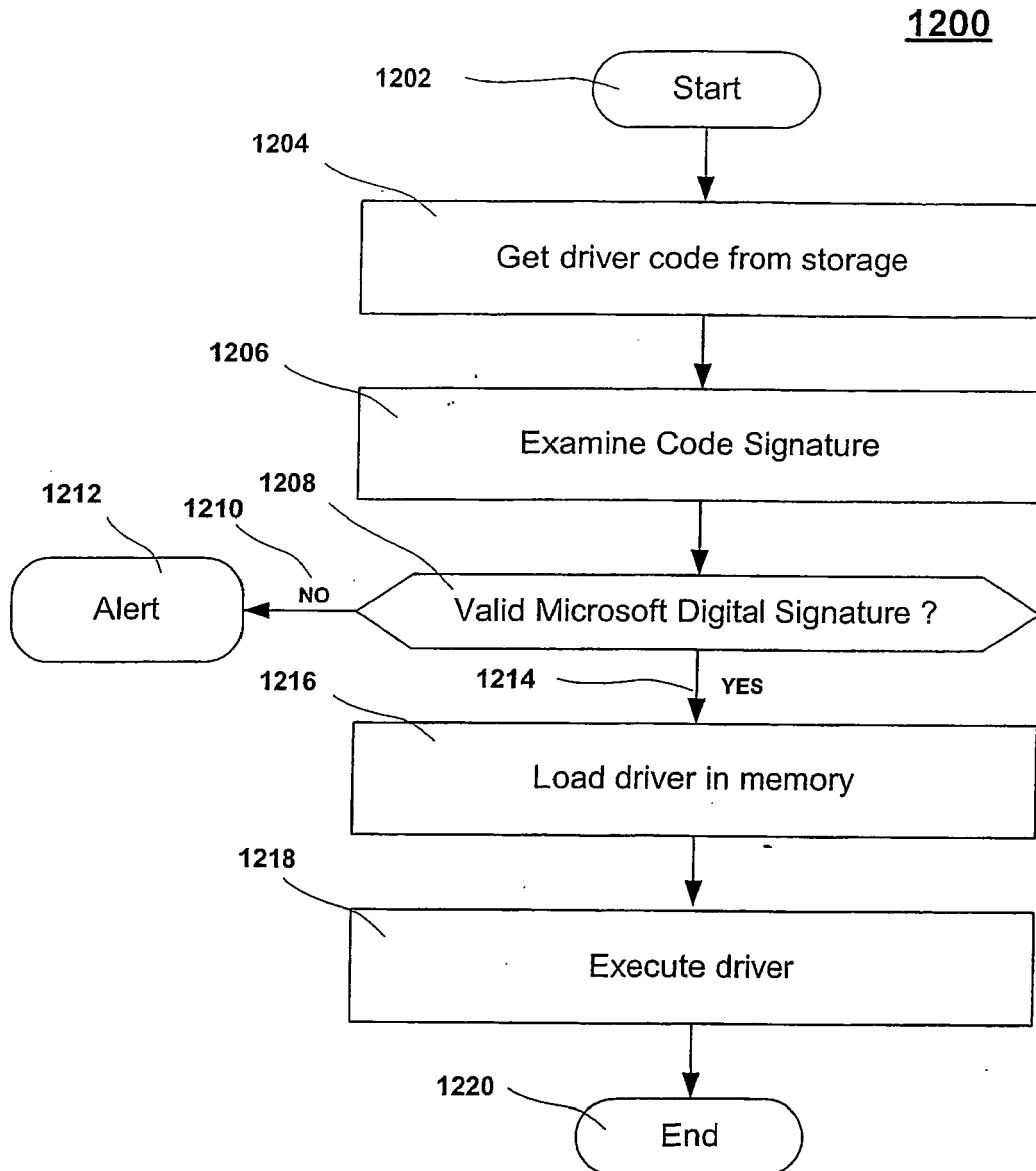 1200
1202
Start
1204
Get driver code from storage
1206
Examine Code Signature
1208
1210
1212
Alert
NO
Valid Microsoft Digital Signature ?
1214
YES
1216
Load driver in memory
1218
Execute driver
1220
End